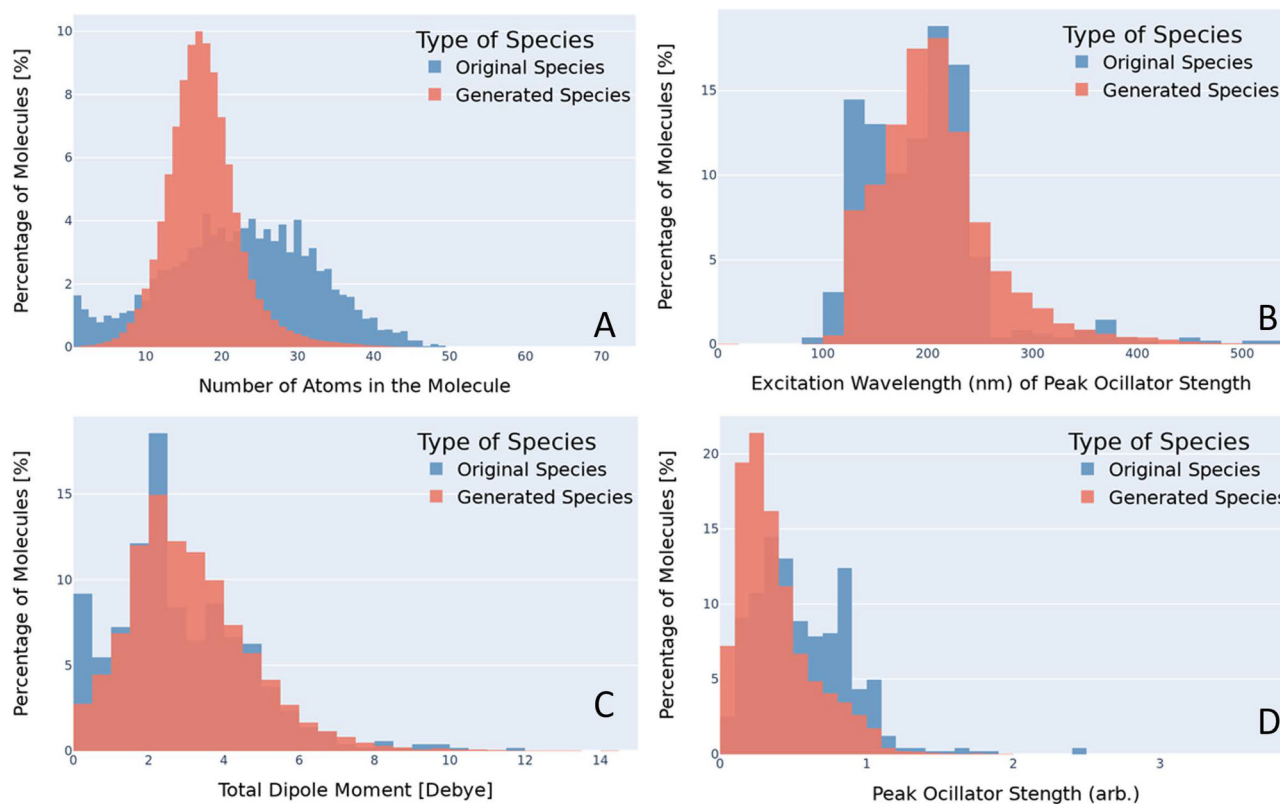 Percentage of Molecules [%]
10
8
6
4
2
0
Type of Species
Original Species
Generated Species
A
10
20
30
40
50
60
70
Number of Atoms in the Molecule
Percentage of Molecules [%]
15
10
5
0
Type of Species
Original Species
Generated Species
B
0
100
200
300
400
500
Excitation Wavelength (nm) of Peak Ocillator Stength
Percentage of Molecules [%]
15
10
5
0
Type of Species
Original Species
Generated Species
C
0
2
4
6
8
10
12
14
Total Dipole Moment [Debye]
Percentage of Molecules [%]
20
15
10
5
0
Type of Species
Original Species
Generated Species
D
0
1
2
3
Peak Ocillator Stength (arb.)